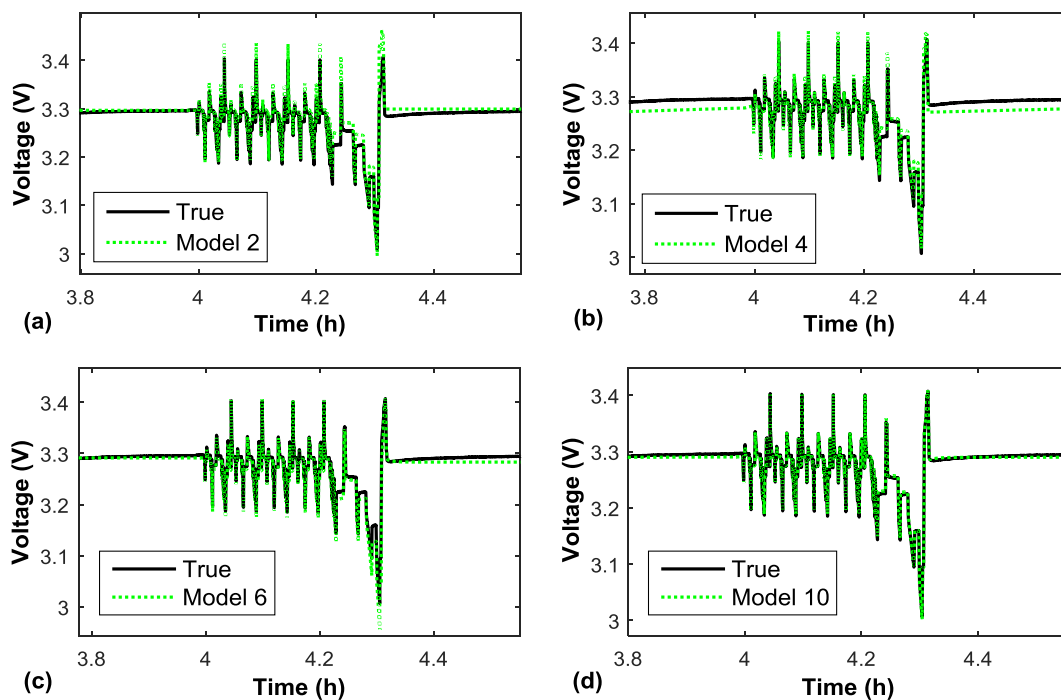 3.4
3.3
3.2
3.1
3
Voltage (V)
True
Model 2
3.8
4
4.2
4.4
Time (h)
(a)
3.4
3.3
3.2
3.1
3
Voltage (V)
True
Model 4
3.8
4
4.2
4.4
Time (h)
(b)
3.4
3.3
3.2
3.1
3
Voltage (V)
True
Model 6
3.8
4
4.2
4.4
Time (h)
(c)
3.4
3.3
3.2
3.1
3
Voltage (V)
True
Model 10
3.8
4
4.2
4.4
Time (h)
(d)